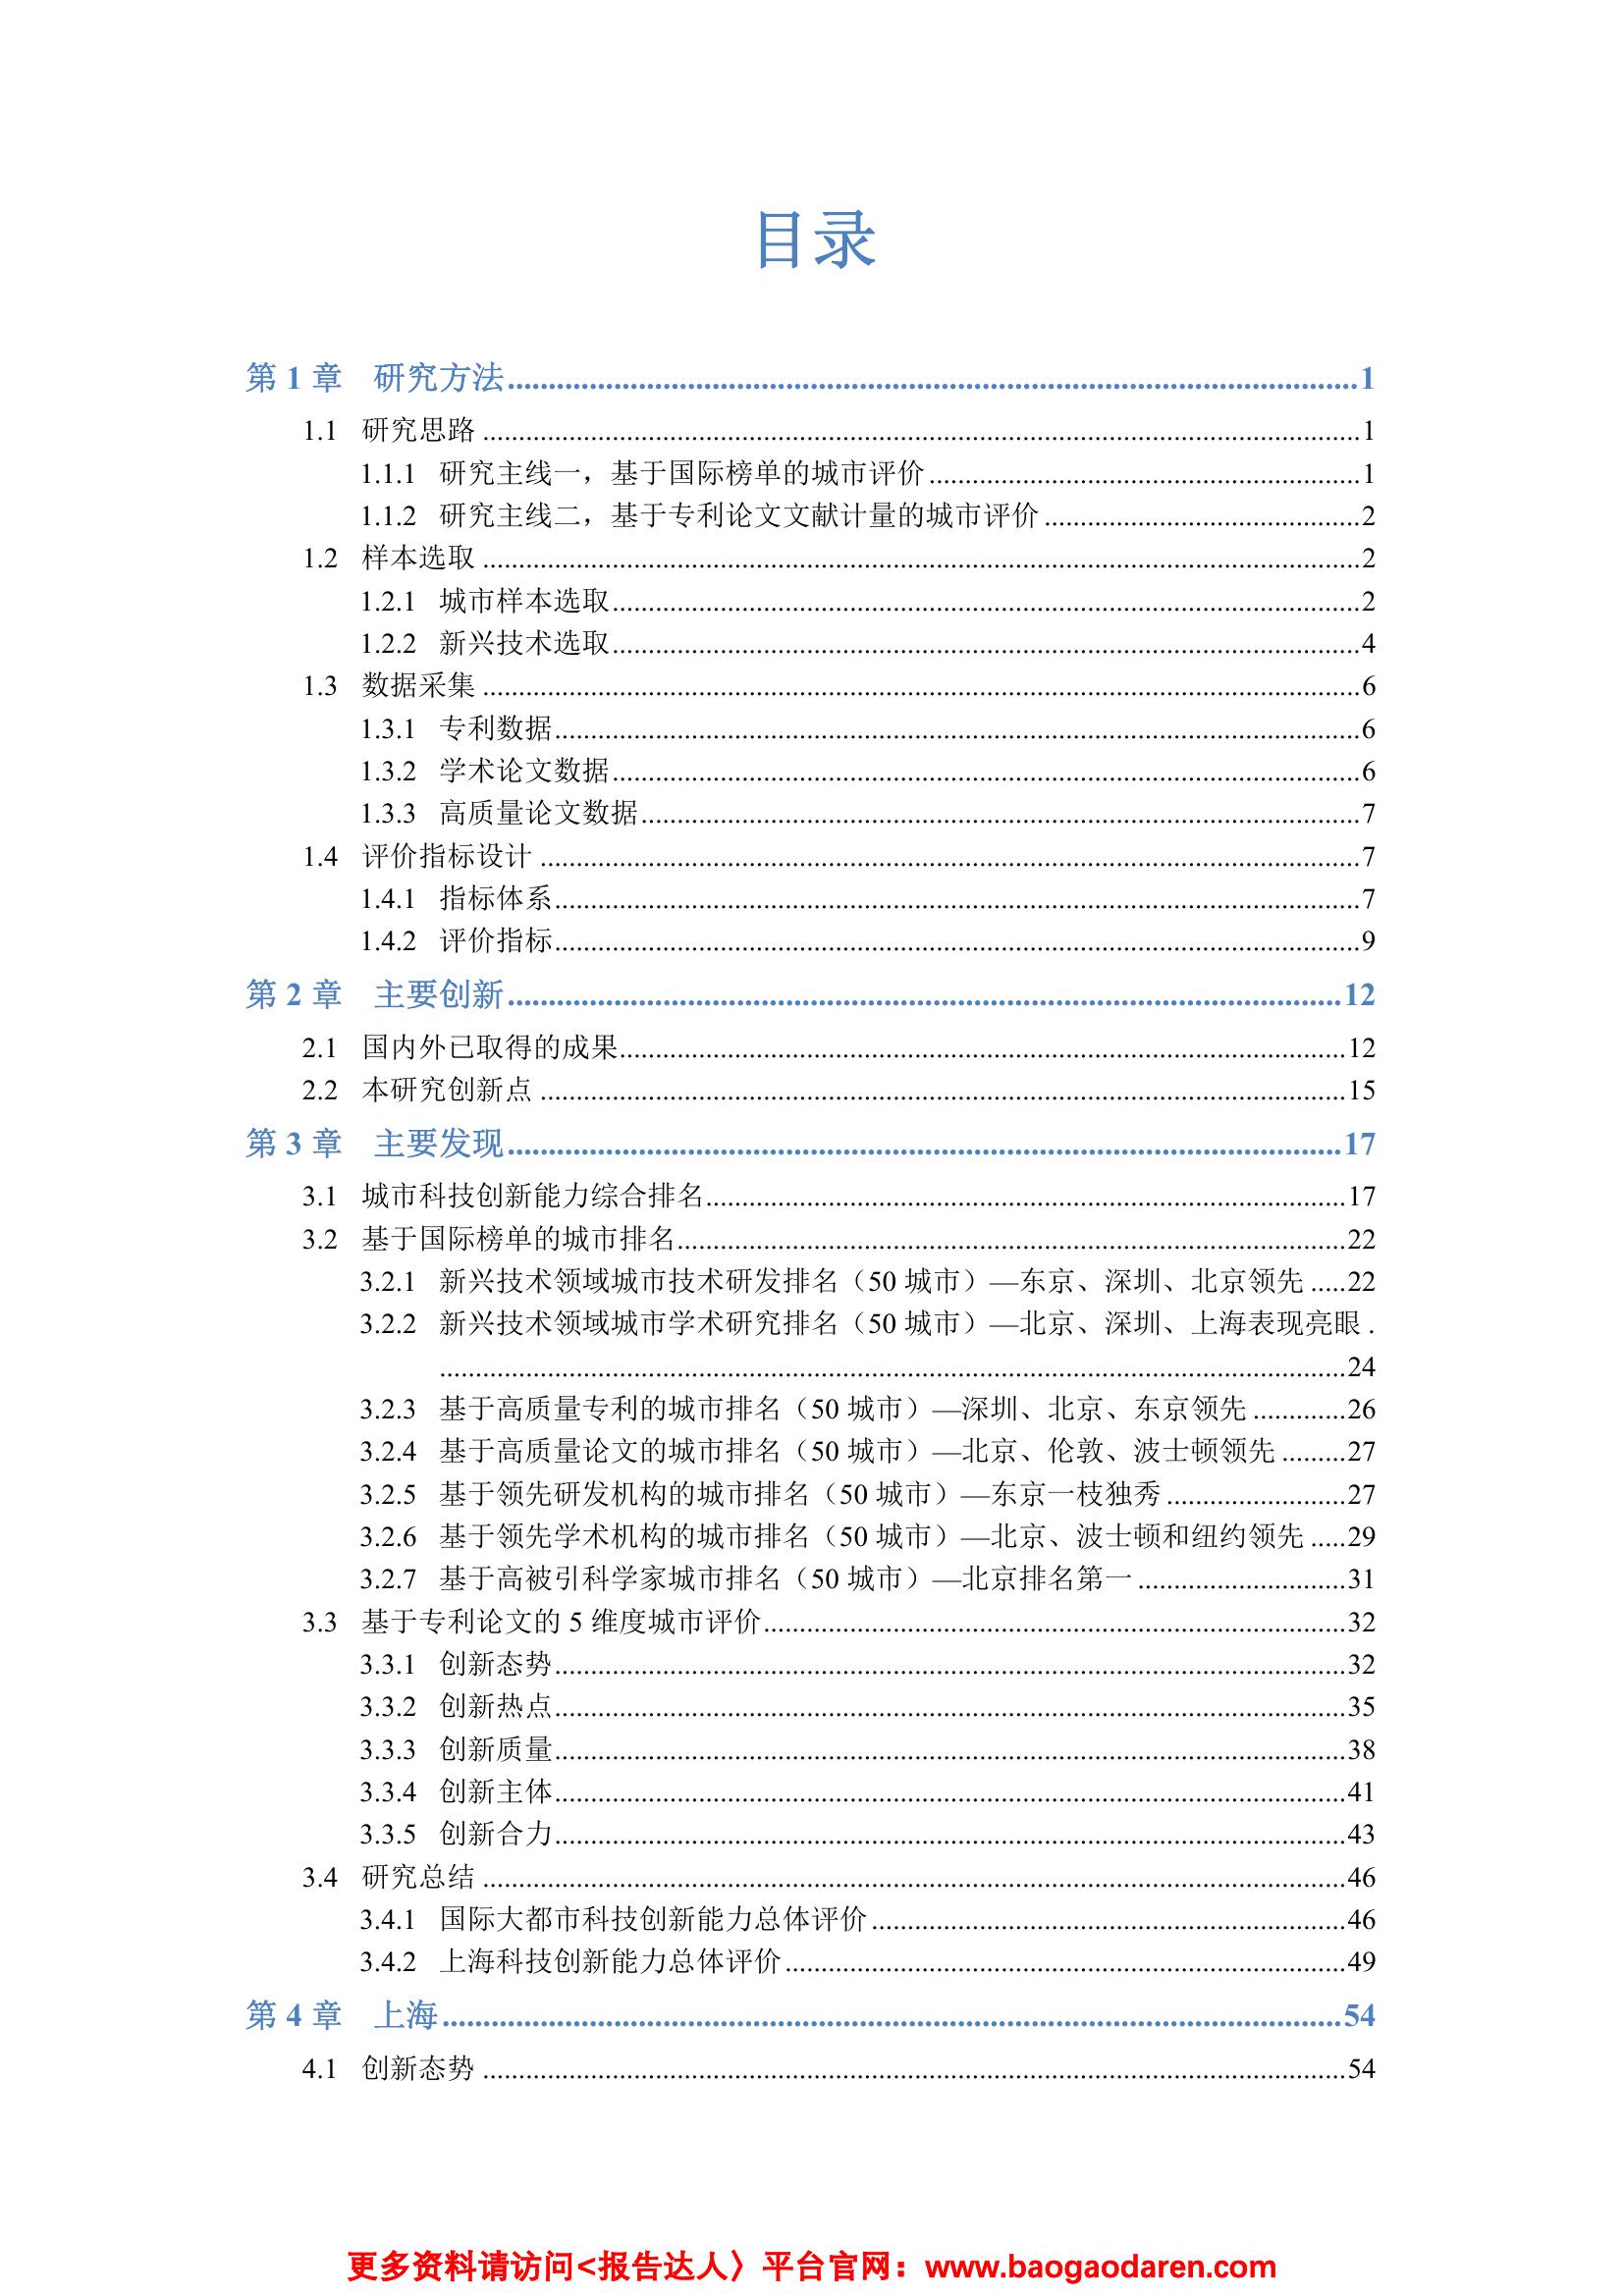 目录
第 1 章 研究方法........................................1
1.1 研究思路........................................1
1.1.1 研究主线一，基于国际榜单的城市评价........................................1
1.1.2 研究主线二，基于专利论文文献计量的城市评价........................................2
1.2 样本选取........................................2
1.2.1 城市样本选取........................................2
1.2.2 新兴技术选取........................................4
1.3 数据采集........................................6
1.3.1 专利数据........................................6
1.3.2 学术论文数据........................................6
1.3.3 高质量论文数据........................................7
1.4 评价指标设计........................................7
1.4.1 指标体系........................................7
1.4.2 评价指标........................................9
第 2 章 主要创新........................................12
2.1 国内外已取得的成果........................................12
2.2 本研究创新点........................................15
第 3 章 主要发现........................................17
3.1 城市科技创新能力综合排名........................................17
3.2 基于国际榜单的城市排名........................................22
3.2.1 新兴技术领域城市技术研发排名（50 城市）—东京、深圳、北京领先.....22
3.2.2 新兴技术领域城市学术研究排名（50 城市）—北京、深圳、上海表现亮眼.
........................................24
3.2.3 基于高质量专利的城市排名（50 城市）—深圳、北京、东京领先............26
3.2.4 基于高质量论文的城市排名（50 城市）—北京、伦敦、波士顿领先.........27
3.2.5 基于领先研发机构的城市排名（50 城市）—东京一枝独秀.........................27
3.2.6 基于领先学术机构的城市排名（50 城市）—北京、波士顿和纽约领先.....29
3.2.7 基于高被引科学家城市排名（50 城市）—北京排名第一.............................31
3.3 基于专利论文的 5 维度城市评价........................................32
3.3.1 创新态势........................................32
3.3.2 创新热点........................................35
3.3.3 创新质量........................................38
3.3.4 创新主体........................................41
3.3.5 创新合力........................................43
3.4 研究总结........................................46
3.4.1 国际大都市科技创新能力总体评价........................................46
3.4.2 上海科技创新能力总体评价........................................49
第 4 章 上海........................................54
4.1 创新态势........................................54
更多资料请访问<报告达人〉平台官网：www.baogaodaren.com